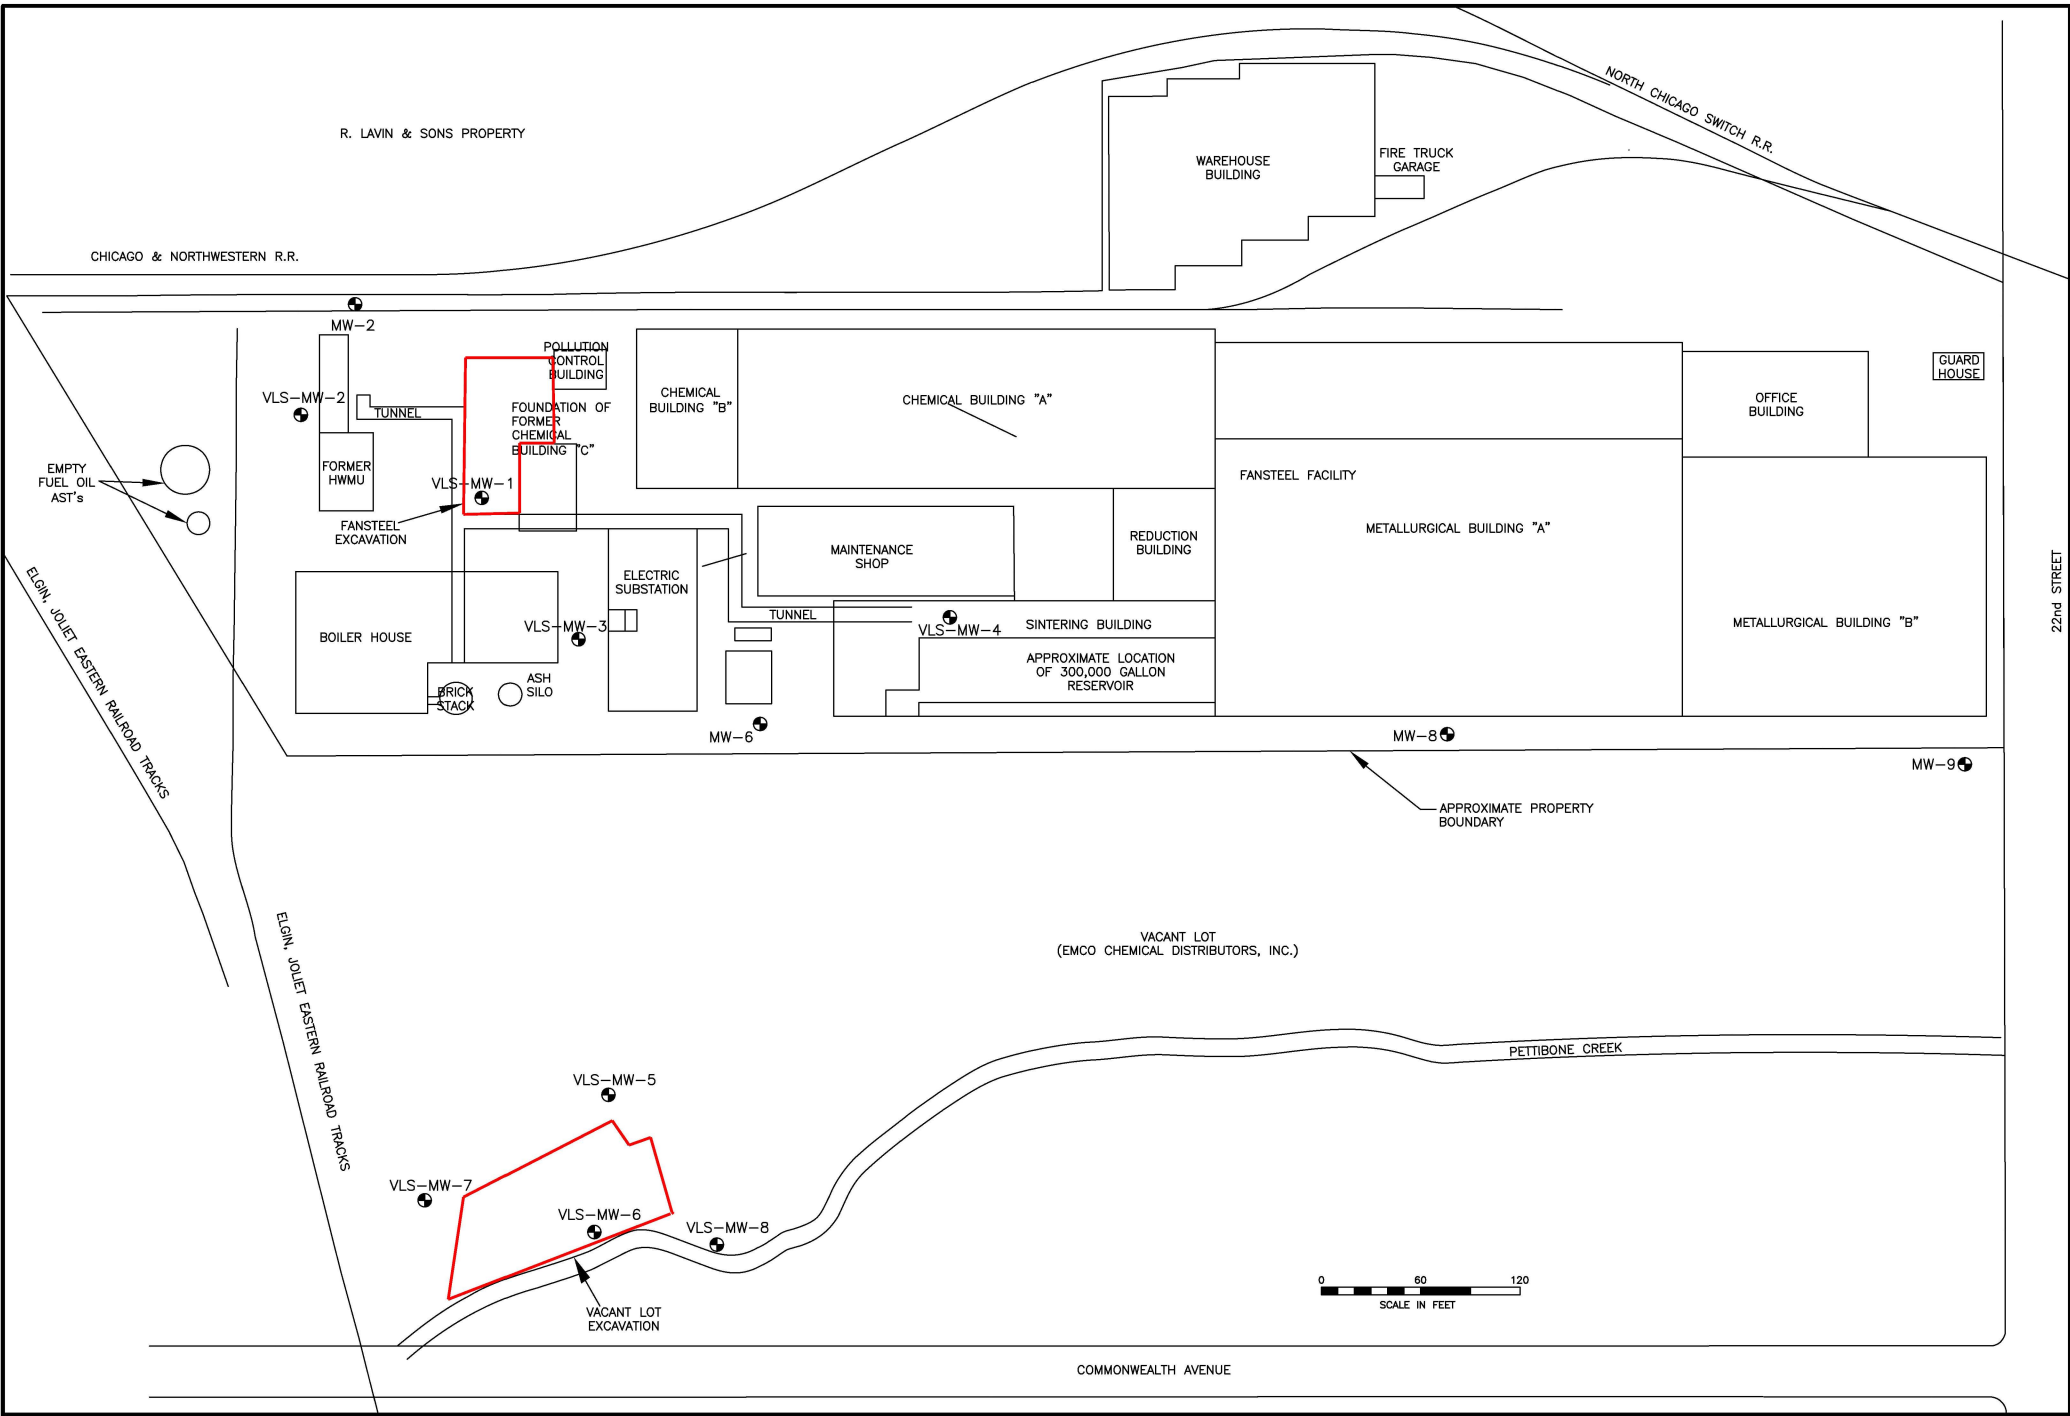 NORTH CHICAGO SWITCH R.R.
R. LAVIN & SONS PROPERTY
WAREHOUSE
BUILDING
FIRE TRUCK
GARAGE
CHICAGO & NORTHWESTERN R.R.
MW-2
POLLUTION
CONTROL
BUILDING
GUARD
HOUSE
VLS-MW-2
TUNNEL
FOUNDATION OF
FORMER
CHEMICAL
BUILDING "C"
CHEMICAL
BUILDING "B"
CHEMICAL BUILDING "A"
OFFICE
BUILDING
EMPTY
FUEL OIL
AST's
FORMER
HWMU
VLS-MW-1
FANSTEEL
EXCAVATION
FANSTEEL FACILITY
METALLURGICAL BUILDING "A"
REDUCTION
BUILDING
MAINTENANCE
SHOP
ELECTRIC
SUBSTATION
22nd STREET
ELGIN, JOLIET EASTERN RAILROAD TRACKS
BOILER HOUSE
VLS-MW-3
TUNNEL
VLS-MW-4
SINTERING BUILDING
METALLURGICAL BUILDING "B"
APPROXIMATE LOCATION
OF 300,000 GALLON
RESERVOIR
BRICK
STACK
ASH
SILO
MW-6
MW-8
MW-9
APPROXIMATE PROPERTY
BOUNDARY
VACANT LOT
(EMCO CHEMICAL DISTRIBUTORS, INC.)
ELGIN, JOLIET EASTERN RAILROAD TRACKS
PETTIBONE CREEK
VLS-MW-5
VLS-MW-7
VLS-MW-6
VLS-MW-8
VACANT LOT
EXCAVATION
0 60 120
SCALE IN FEET
COMMONWEALTH AVENUE